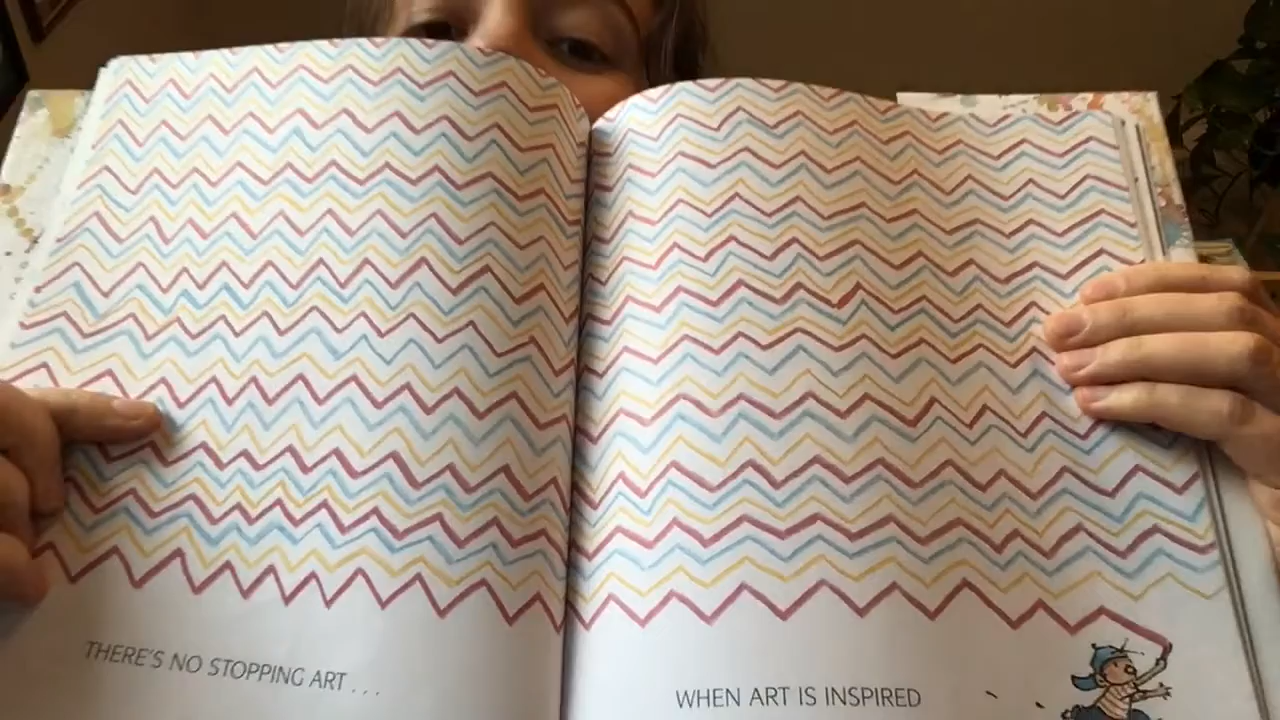 THERE'S NO STOPPING ART . . .
WHEN ART IS INSPIRED